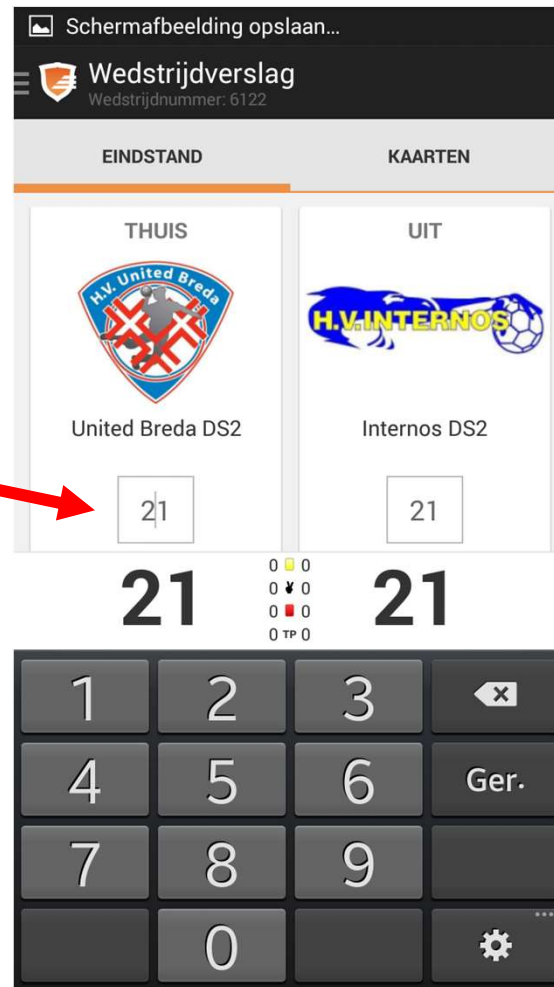 Schermafbeelding opslaan...
Wedstrijdverslag
Wedstrijdnummer: 6122
EINDSTAND
KAARTEN
THUIS
UIT
H.V. United Breda
H.V. INTERNOS
United Breda DS2
Internos DS2
21
21
21
21
0 0
0 0
0 0
0 TP 0
1 2 3
4 5 6 Ger.
7 8 9
0